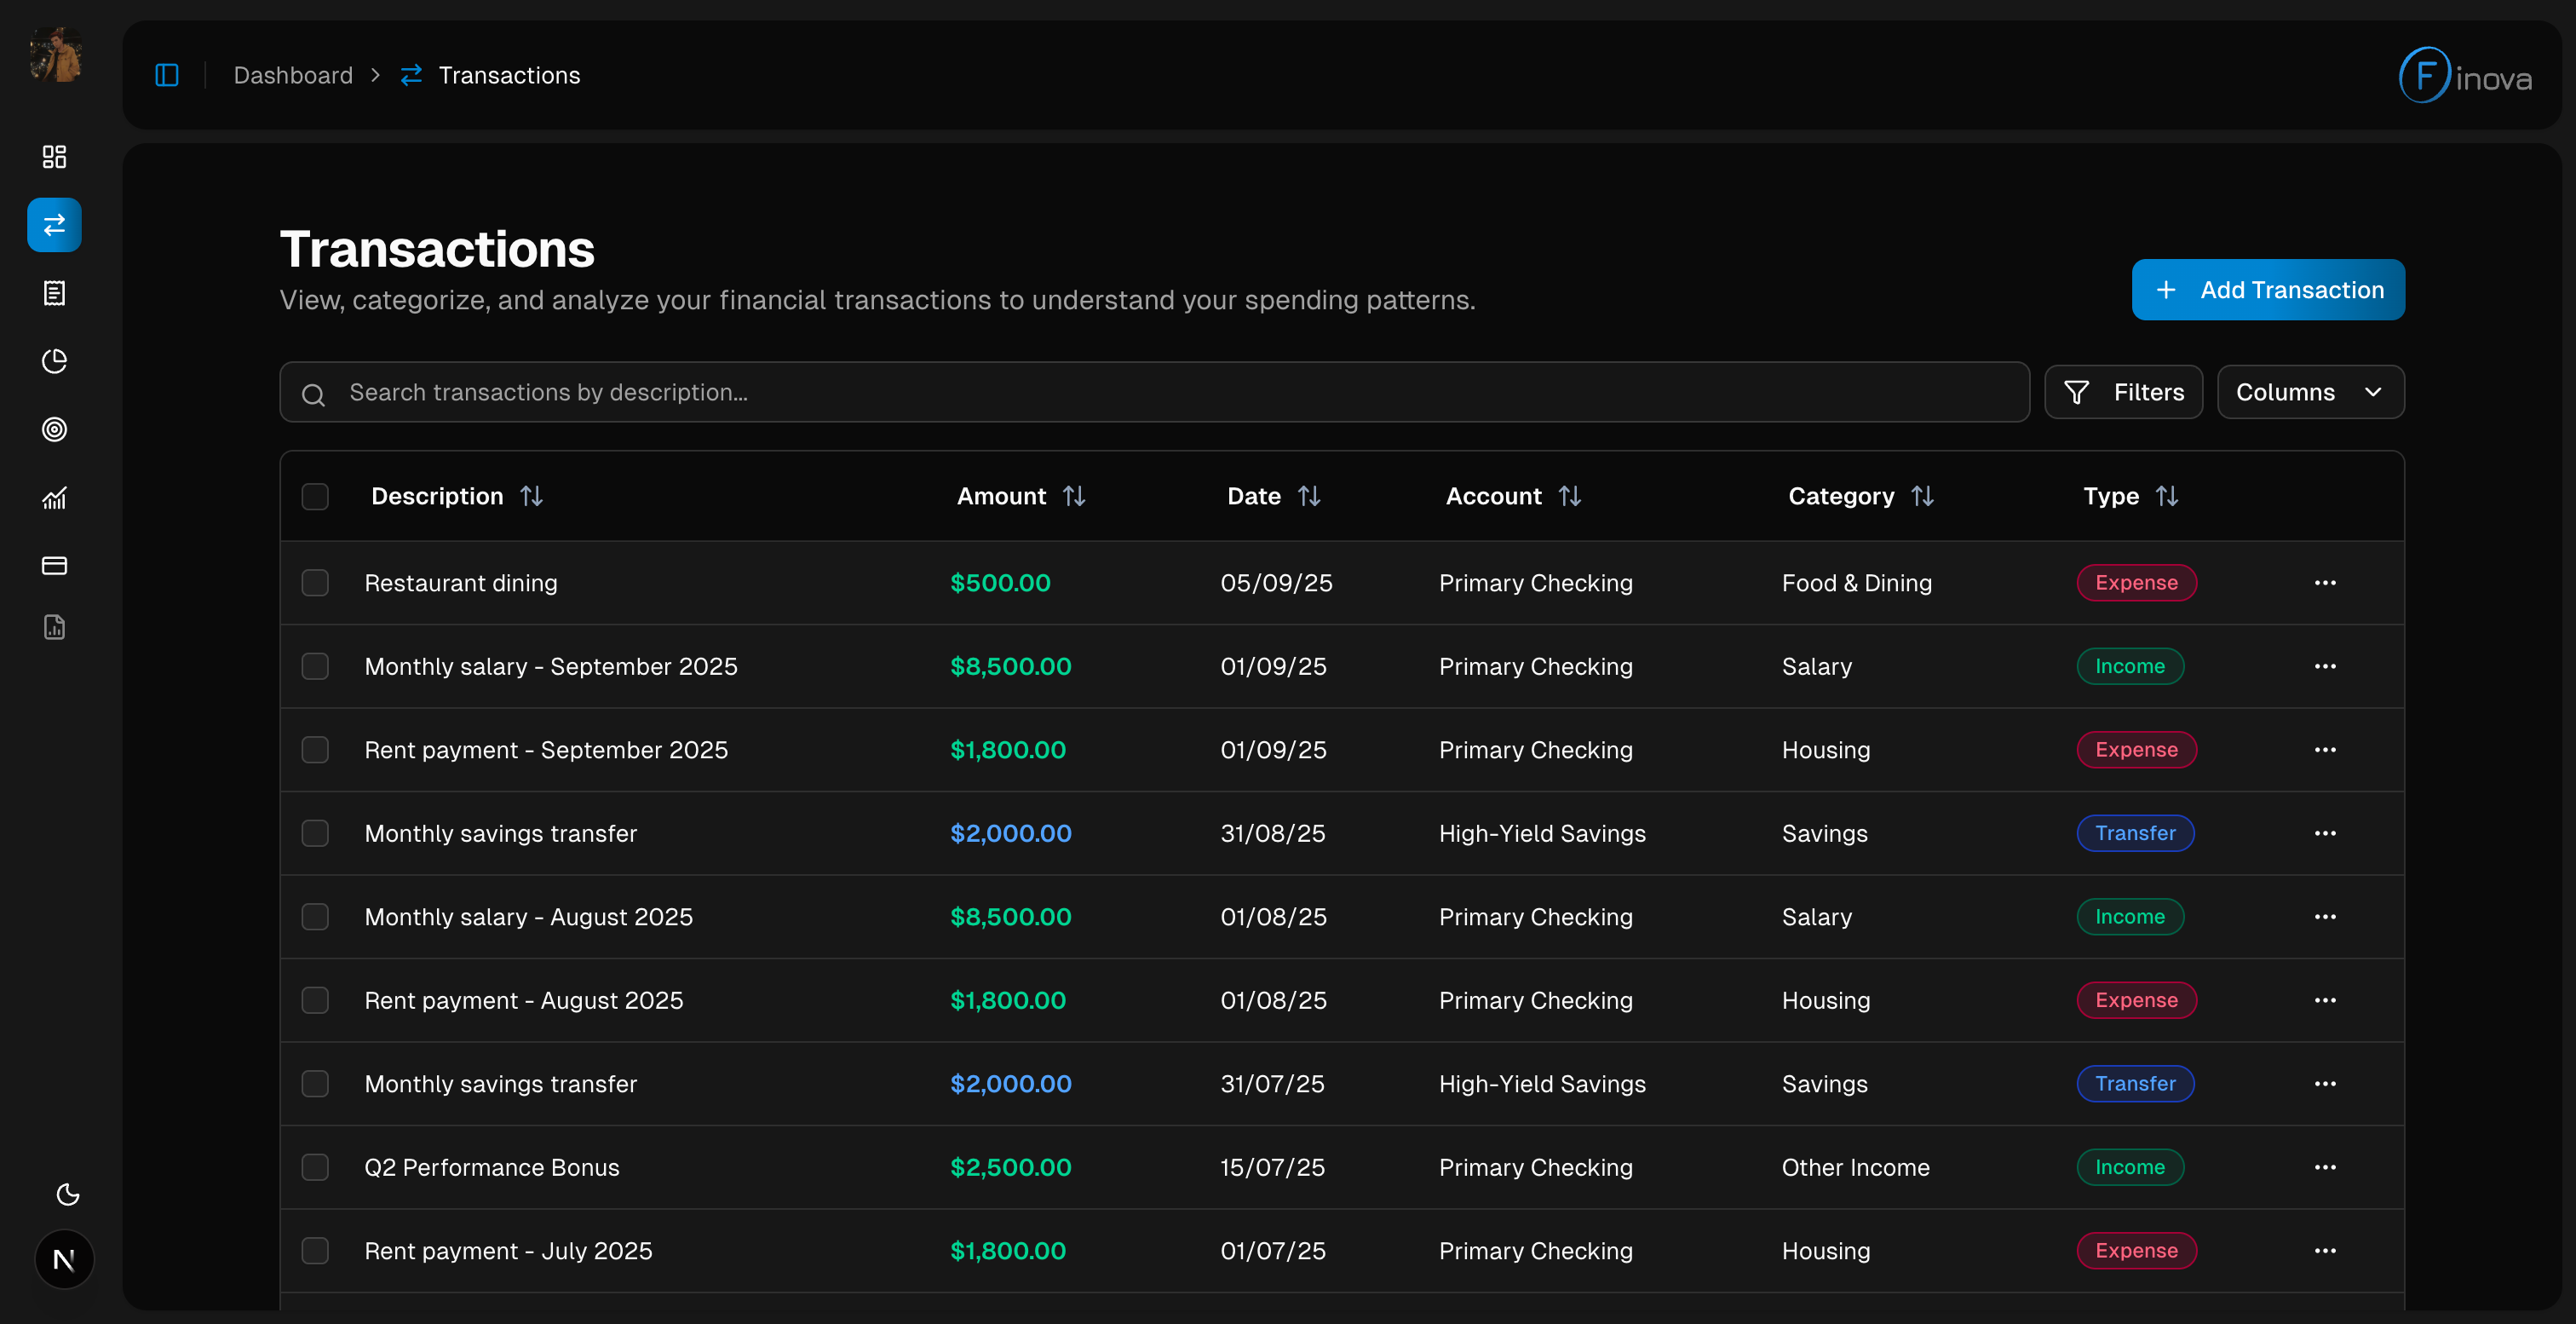 Dashboard > Transactions
Finova
Transactions
View, categorize, and analyze your financial transactions to understand your spending patterns.
+ Add Transaction
Search transactions by description...
Filters
Columns
Description Amount Date Account Category Type
Restaurant dining $500.00 05/09/25 Primary Checking Food & Dining Expense
Monthly salary - September 2025 $8,500.00 01/09/25 Primary Checking Salary Income
Rent payment - September 2025 $1,800.00 01/09/25 Primary Checking Housing Expense
Monthly savings transfer $2,000.00 31/08/25 High-Yield Savings Savings Transfer
Monthly salary - August 2025 $8,500.00 01/08/25 Primary Checking Salary Income
Rent payment - August 2025 $1,800.00 01/08/25 Primary Checking Housing Expense
Monthly savings transfer $2,000.00 31/07/25 High-Yield Savings Savings Transfer
Q2 Performance Bonus $2,500.00 15/07/25 Primary Checking Other Income Income
Rent payment - July 2025 $1,800.00 01/07/25 Primary Checking Housing Expense
N